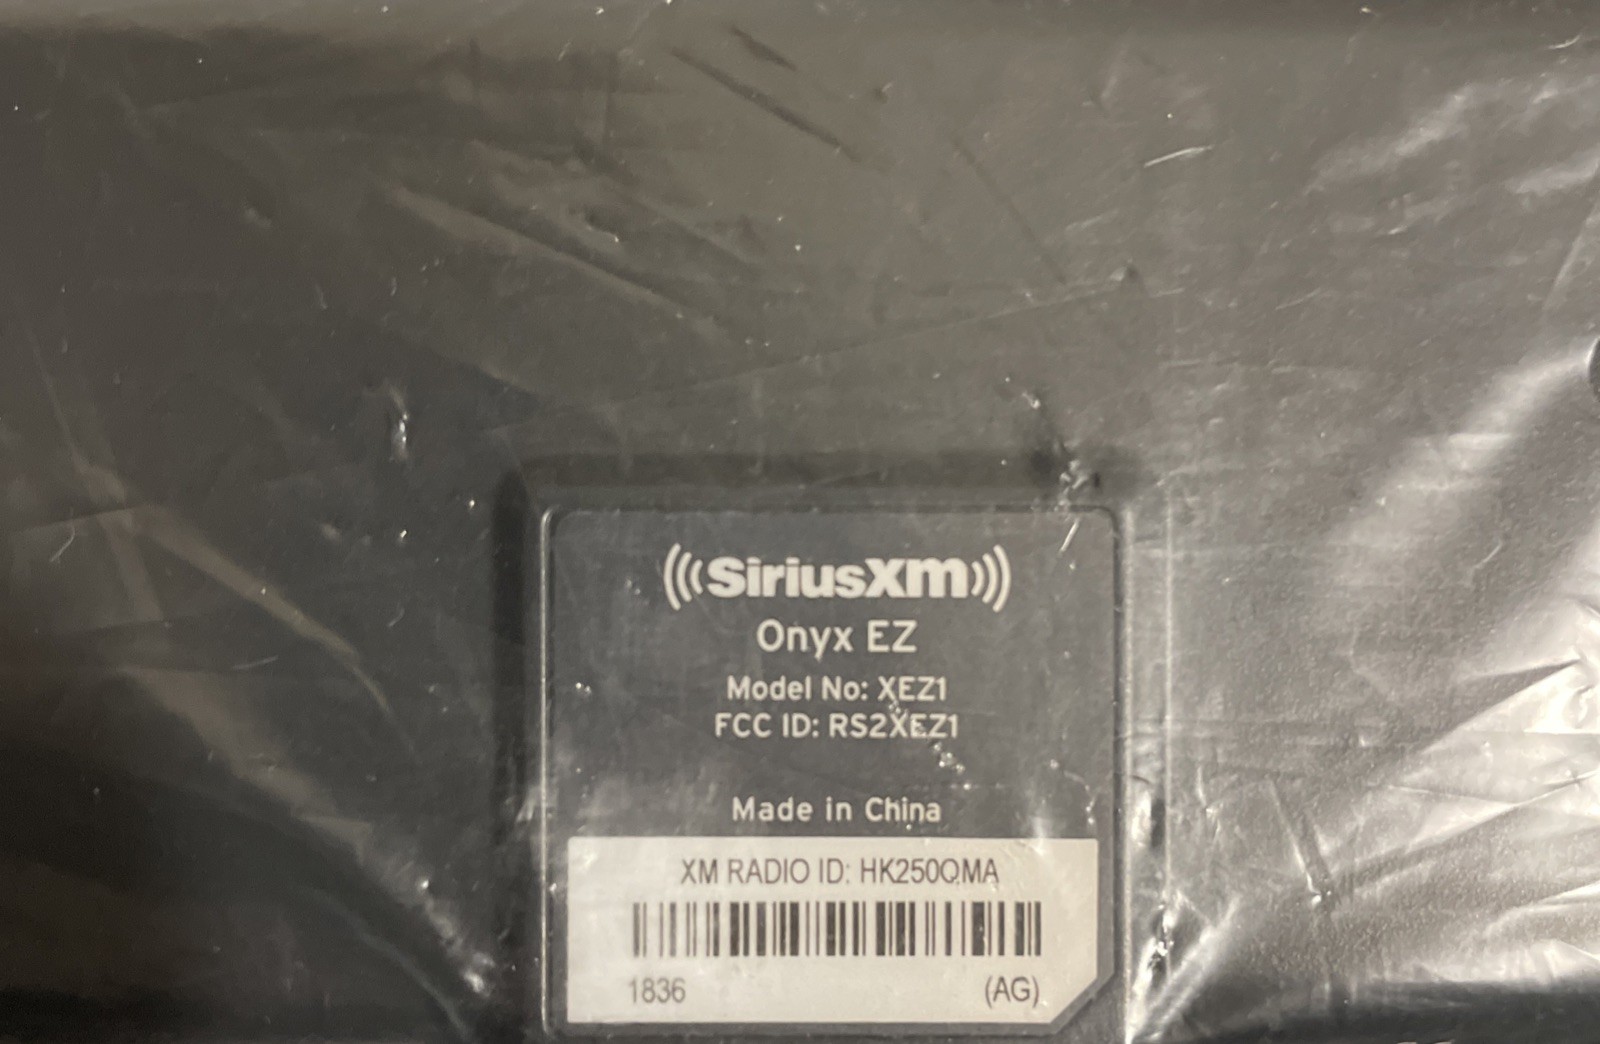 SiriusXM
Onyx EZ
Model No: XEZ1
FCC ID: RS2XEZ1
Made in China
XM RADIO ID: HK250QMA
1836 (AG)